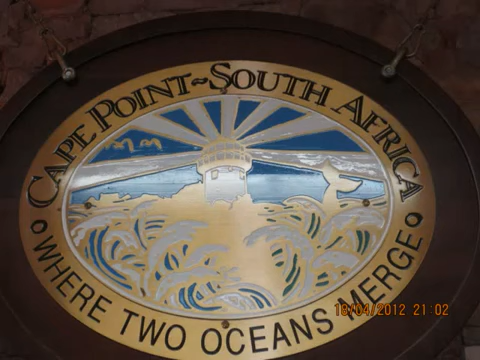 CAPE POINT~SOUTH AFRICA
WHERE TWO OCEANS MERGE
18/04/2012 21:02